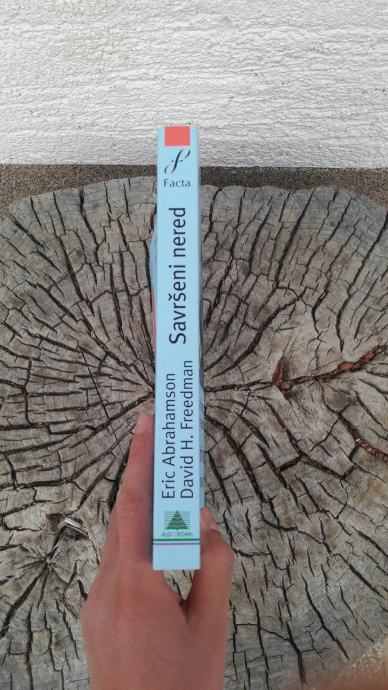 Facta
Savršeni nered
Eric Abrahamson
David H. Freedman
ALGORITAM